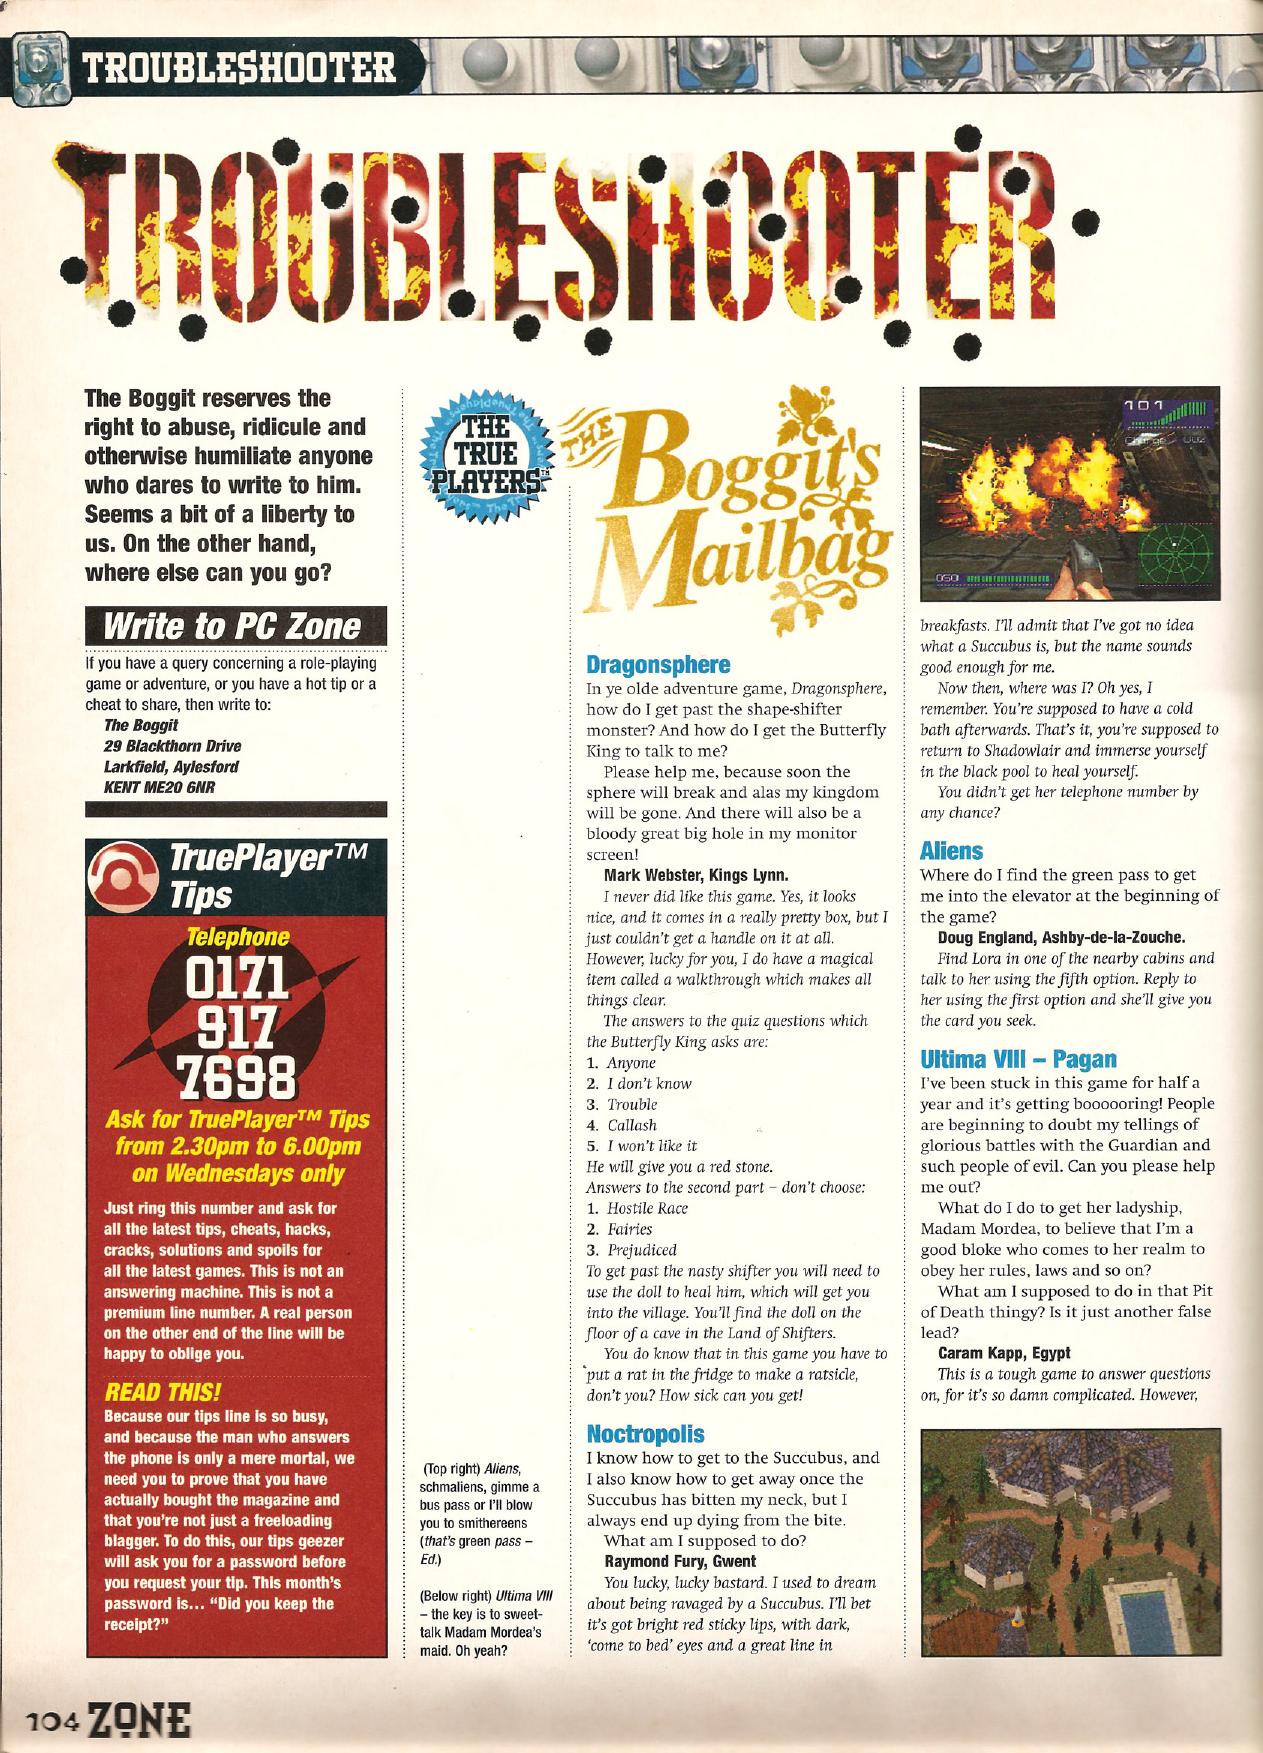 TROUBLESHOOTER
TROUBLESHOOTER
The Boggit reserves the
right to abuse, ridicule and
otherwise humiliate anyone
who dares to write to him.
Seems a bit of a liberty to
us. On the other hand,
where else can you go?
Write to PC Zone
If you have a query concerning a role-playing
game or adventure, or you have a hot tip or a
cheat to share, then write to:
The Boggit
29 Blackthorn Drive
Larkfield, Aylesford
KENT ME20 6NR
TruePlayer™
Tips
Telephone
0171
917
7698
Ask for TruePlayer™ Tips
from 2.30pm to 6.00pm
on Wednesdays only
Just ring this number and ask for
all the latest tips, cheats, hacks,
cracks, solutions and spoils for
all the latest games. This is not an
answering machine. This is not a
premium line number. A real person
on the other end of the line will be
happy to oblige you.
READ THIS!
Because our tips line is so busy,
and because the man who answers
the phone is only a mere mortal, we
need you to prove that you have
actually bought the magazine and
that you're not just a freeloading
blagger. To do this, our tips geezer
will ask you for a password before
you request your tip. This month's
password is... “Did you keep the
receipt?”
THE
TRUE
PLAYERS™
(Top right) Aliens,
schmaliens, gimme a
bus pass or I'll blow
you to smithereens
(that's green pass –
Ed.)
(Below right) Ultima VIII
– the key is to sweet-
talk Madam Mordea's
maid. Oh yeah?
THE
Boggit's
Mailbag
Dragonsphere
In ye olde adventure game, Dragonsphere,
how do I get past the shape-shifter
monster? And how do I get the Butterfly
King to talk to me?
Please help me, because soon the
sphere will break and alas my kingdom
will be gone. And there will also be a
bloody great big hole in my monitor
screen!
Mark Webster, Kings Lynn.
I never did like this game. Yes, it looks
nice, and it comes in a really pretty box, but I
just couldn't get a handle on it at all.
However, lucky for you, I do have a magical
item called a walkthrough which makes all
things clear.
The answers to the quiz questions which
the Butterfly King asks are:
1. Anyone
2. I don't know
3. Trouble
4. Callash
5. I won't like it
He will give you a red stone.
Answers to the second part – don't choose:
1. Hostile Race
2. Fairies
3. Prejudiced
To get past the nasty shifter you will need to
use the doll to heal him, which will get you
into the village. You'll find the doll on the
floor of a cave in the Land of Shifters.
You do know that in this game you have to
put a rat in the fridge to make a ratsicle,
don't you? How sick can you get!
Noctropolis
I know how to get to the Succubus, and
I also know how to get away once the
Succubus has bitten my neck, but I
always end up dying from the bite.
What am I supposed to do?
Raymond Fury, Gwent
You lucky, lucky bastard. I used to dream
about being ravaged by a Succubus. I'll bet
it's got bright red sticky lips, with dark,
‘come to bed’ eyes and a great line in
101
050
breakfasts. I'll admit that I've got no idea
what a Succubus is, but the name sounds
good enough for me.
Now then, where was I? Oh yes, I
remember. You're supposed to have a cold
bath afterwards. That's it, you're supposed to
return to Shadowlair and immerse yourself
in the black pool to heal yourself.
You didn't get her telephone number by
any chance?
Aliens
Where do I find the green pass to get
me into the elevator at the beginning of
the game?
Doug England, Ashby-de-la-Zouche.
Find Lora in one of the nearby cabins and
talk to her using the fifth option. Reply to
her using the first option and she'll give you
the card you seek.
Ultima VIII – Pagan
I've been stuck in this game for half a
year and it's getting boooooring! People
are beginning to doubt my tellings of
glorious battles with the Guardian and
such people of evil. Can you please help
me out?
What do I do to get her ladyship,
Madam Mordea, to believe that I'm a
good bloke who comes to her realm to
obey her rules, laws and so on?
What am I supposed to do in that Pit
of Death thingy? Is it just another false
lead?
Caram Kapp, Egypt
This is a tough game to answer questions
on, for it's so damn complicated. However,
104 ZONE